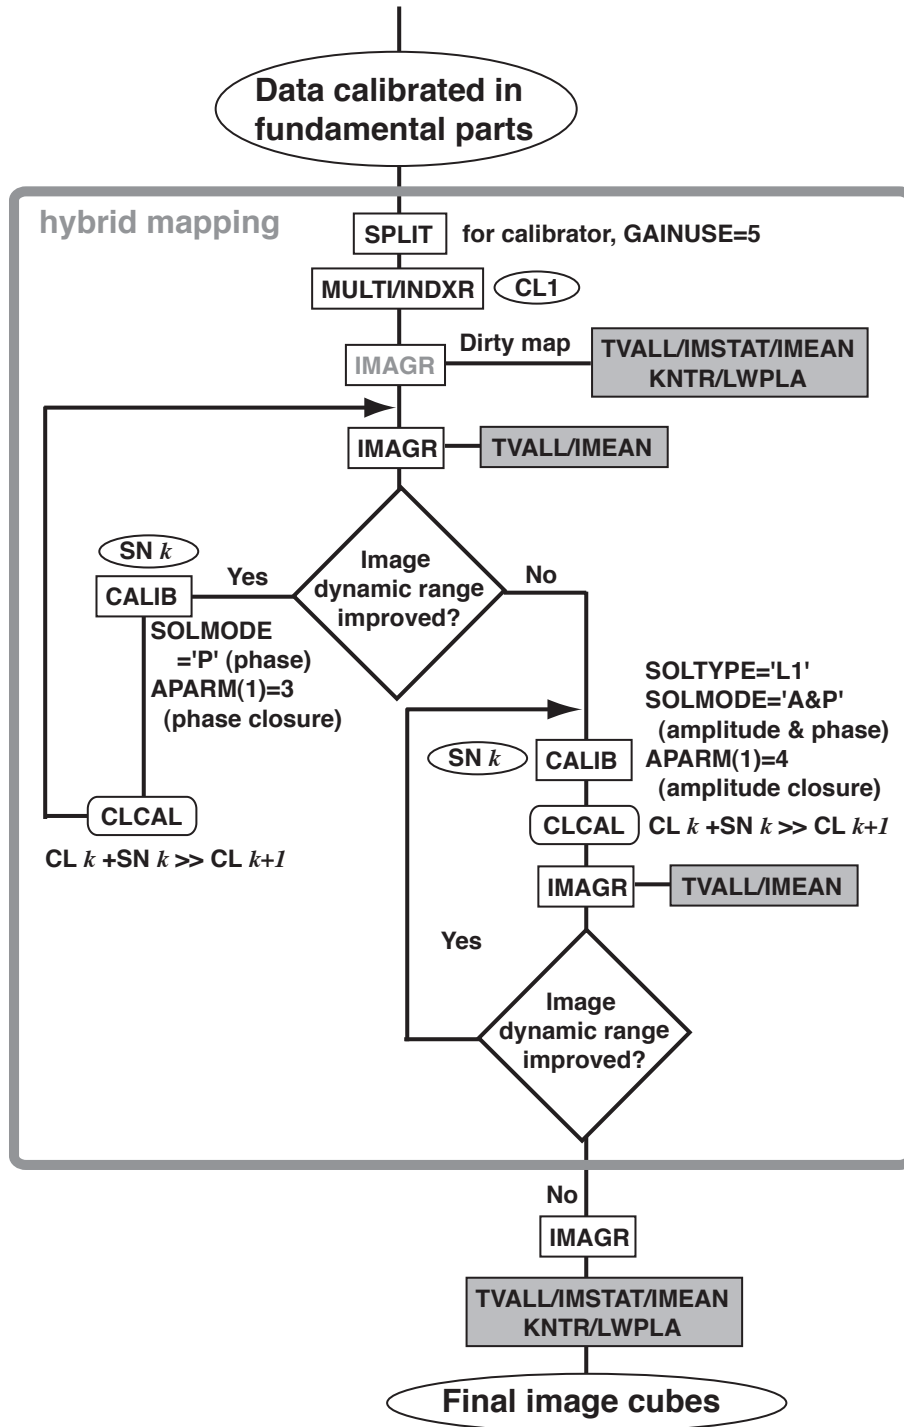 Data calibrated in
fundamental parts
hybrid mapping
SPLIT
for calibrator, GAINUSE=5
MULTI/INDXR
CL1
IMAGR
Dirty map
TVALL/IMSTAT/IMEAN
KNTR/LWPLA
IMAGR
TVALL/IMEAN
Image
dynamic range
improved?
Yes
No
SN k
CALIB
SOLMODE
='P' (phase)
APARM(1)=3
(phase closure)
CLCAL
CL k +SN k >> CL k+1
SOLTYPE='L1'
SOLMODE='A&P'
(amplitude & phase)
APARM(1)=4
(amplitude closure)
SN k
CALIB
CLCAL
CL k +SN k >> CL k+1
IMAGR
TVALL/IMEAN
Yes
Image
dynamic range
improved?
No
IMAGR
TVALL/IMSTAT/IMEAN
KNTR/LWPLA
Final image cubes